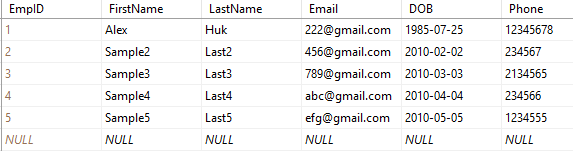 EmpID FirstName LastName Email DOB Phone
1 Alex Huk 222@gmail.com 1985-07-25 12345678
2 Sample2 Last2 456@gmail.com 2010-02-02 234567
3 Sample3 Last3 789@gmail.com 2010-03-03 2134565
4 Sample4 Last4 abc@gmail.com 2010-04-04 234566
5 Sample5 Last5 efg@gmail.com 2010-05-05 1234555
NULL NULL NULL NULL NULL NULL